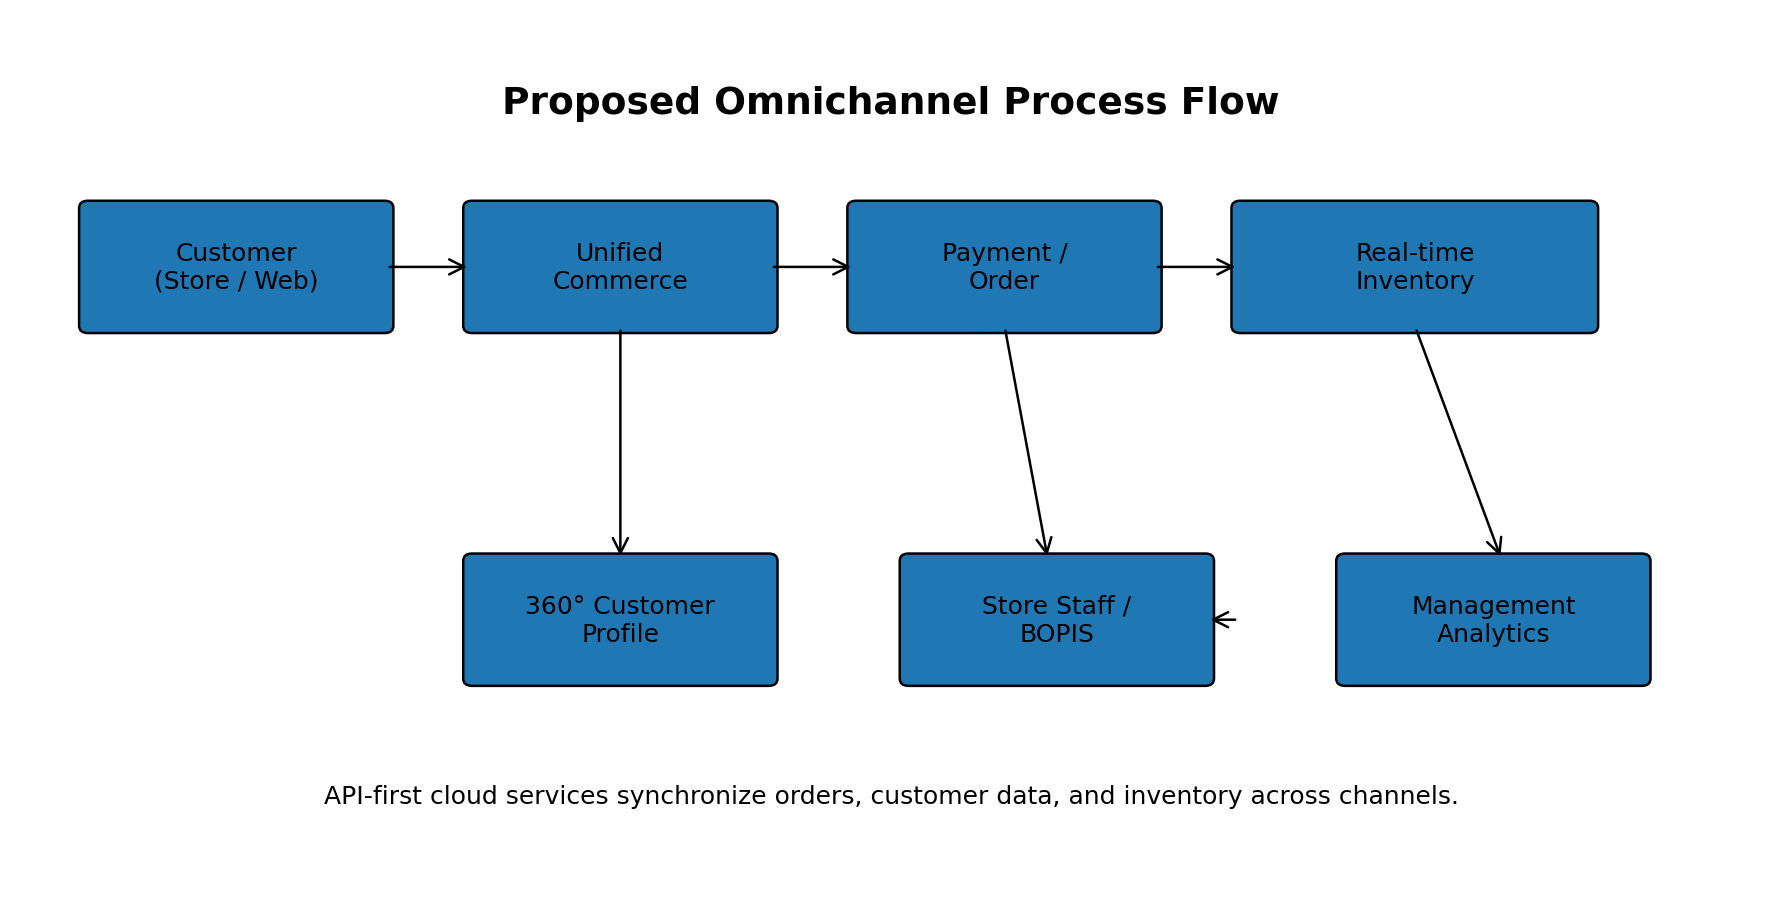 Proposed Omnichannel Process Flow
Customer
(Store / Web)
Unified
Commerce
Payment /
Order
Real-time
Inventory
360° Customer
Profile
Store Staff /
BOPIS
Management
Analytics
API-first cloud services synchronize orders, customer data, and inventory across channels.